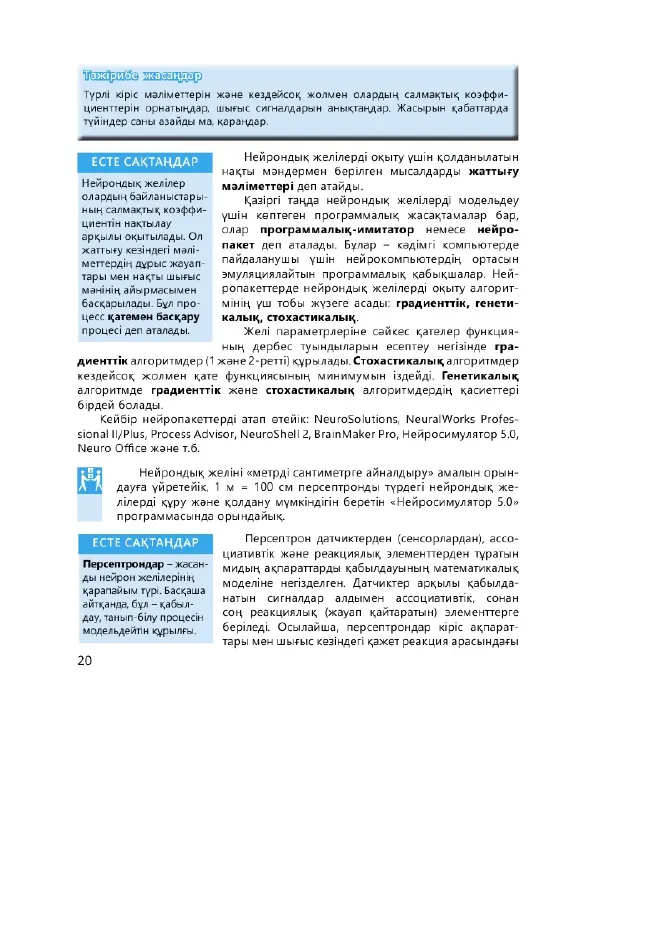 Тәжірибе жасаңдар
Түрлі кіріс мәліметтерін және кездейсоқ жолмен олардың салмақтық коэффи-
циенттерін орнатыңдар, шығыс сигналдарын анықтаңдар. Жасырын қабаттарда
түйіндер саны азайды ма, қараңдар.
ЕСТЕ САҚТАҢДАР
Нейрондық желілер
олардың байланыстары-
ның салмақтық коэффи-
циентін нақтылау
арқылы оқытылады. Ол
жаттығу кезіндегі мәлі-
меттердің дұрыс жауап-
тары мен нақты шығыс
мәнінің айырмасымен
басқарылады. Бұл про-
цесс қатемен басқару
процесі деп аталады.
Нейрондық желілерді оқыту үшін қолданылатын
нақты мәндермен берілген мысалдарды жаттығу
мәліметтері деп атайды.
Қазіргі таңда нейрондық желілерді модельдеу
үшін көптеген программалық жасақтамалар бар,
олар программалық-имитатор немесе нейро-
пакет деп аталады. Бұлар – кәдімгі компьютерде
пайдаланушы үшін нейрокомпьютердің ортасын
эмуляциялайтын программалық қабықшалар. Ней-
ропакеттерде нейрондық желілерді оқыту алгорит-
мінің үш тобы жүзеге асады: градиенттік, генети-
калық, стохастикалық.
Желі параметрлеріне сәйкес қателер функция-
ның дербес туындыларын есептеу негізінде гра-
диенттік алгоритмдер (1 және 2-ретті) құрылады. Стохастикалық алгоритмдер
кездейсоқ жолмен қате функциясының минимумын іздейді. Генетикалық
алгоритмде градиенттік және стохастикалық алгоритмдердің қасиеттері
бірдей болады.
Кейбір нейропакеттерді атап өтейік: NeuroSolutions, NeuralWorks Profes-
sional II/Plus, Process Advisor, NeuroShell 2, BrainMaker Pro, Нейросимулятор 5.0,
Neuro Office және т.б.
Нейрондық желіні «метрді сантиметрге айналдыру» амалын орын-
дауға үйретейік, 1 м = 100 см персептронды түрдегі нейрондық же-
лілерді құру және қолдану мүмкіндігін беретін «Нейросимулятор 5.0»
программасында орындайық.
ЕСТЕ САҚТАҢДАР
Персептрондар – жасан-
ды нейрон желілерінің
қарапайым түрі. Басқаша
айтқанда, бұл – қабыл-
дау, танып-білу процесін
модельдейтін құрылғы.
Персептрон датчиктерден (сенсорлардан), ассо-
циативтік және реакциялық элементтерден тұратын
мидың ақпараттарды қабылдауының математикалық
моделіне негізделген. Датчиктер арқылы қабылда-
натын сигналдар алдымен ассоциативтік, сонан
соң реакциялық (жауап қайтаратын) элементтерге
беріледі. Осылайша, персептрондар кіріс ақпарат-
тары мен шығыс кезіндегі қажет реакция арасындағы
20